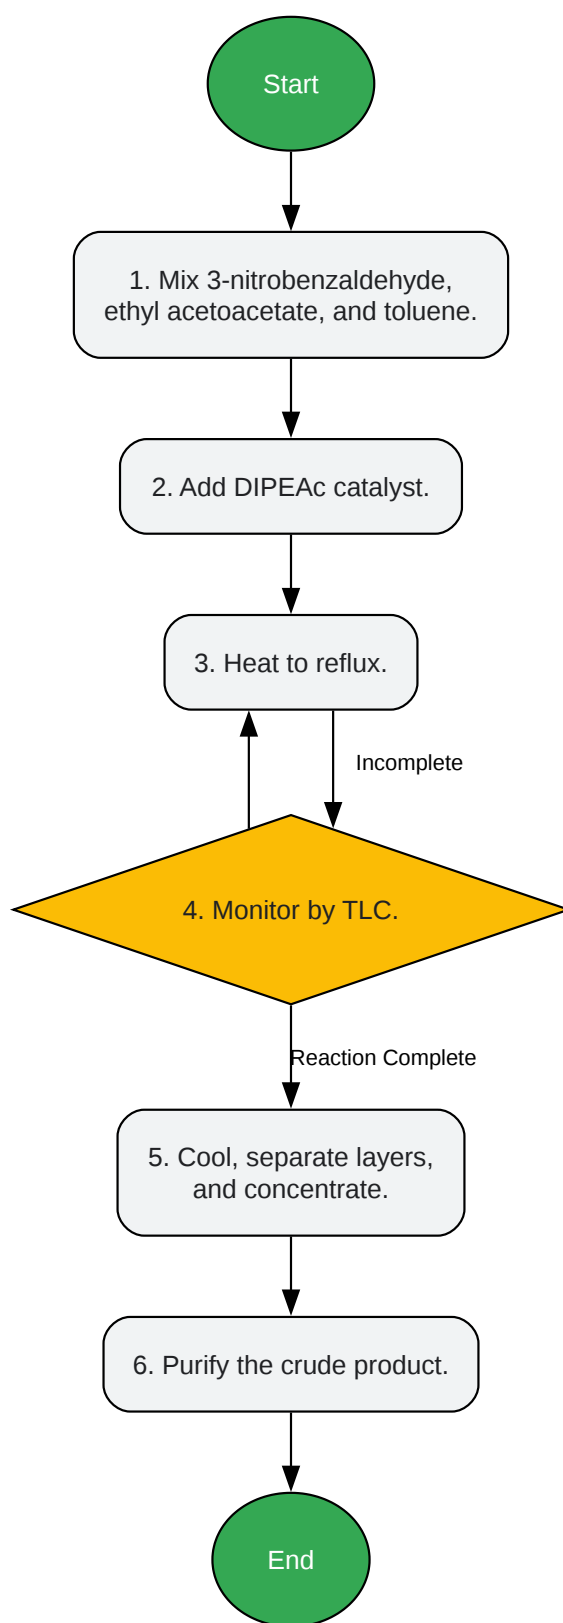 Start
1. Mix 3-nitrobenzaldehyde,
ethyl acetoacetate, and toluene.
2. Add DIPEAc catalyst.
3. Heat to reflux.
Incomplete
4. Monitor by TLC.
Reaction Complete
5. Cool, separate layers,
and concentrate.
6. Purify the crude product.
End